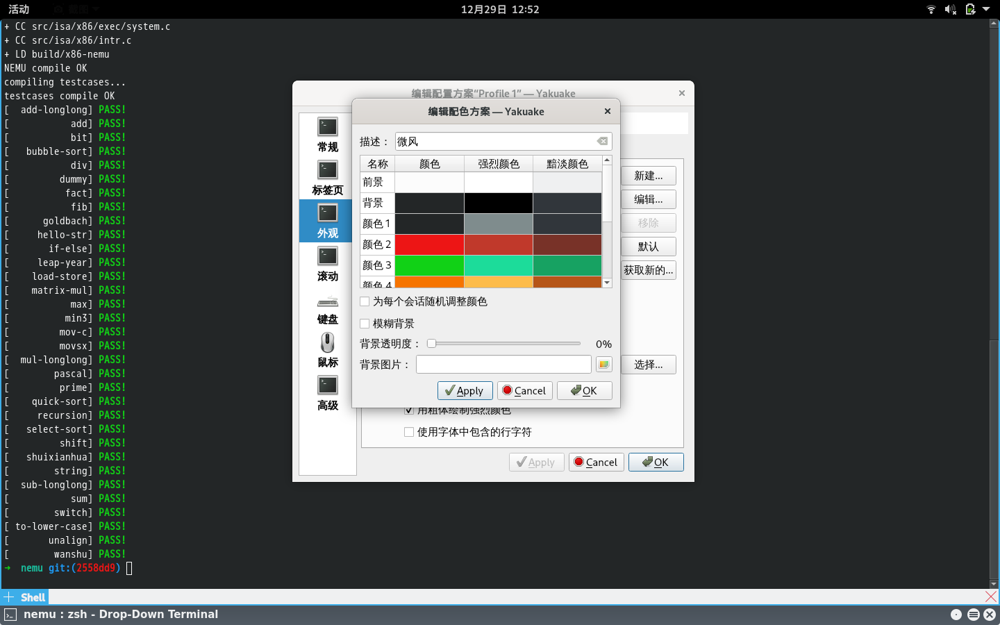 活动
截图
12月29日 12:52
+ CC src/isa/x86/exec/system.c
+ CC src/isa/x86/intr.c
+ LD build/x86-nemu
NEMU compile OK
compiling testcases...
testcases compile OK
[  add-longlong] PASS!
[           add] PASS!
[           bit] PASS!
[   bubble-sort] PASS!
[           div] PASS!
[         dummy] PASS!
[          fact] PASS!
[           fib] PASS!
[      goldbach] PASS!
[     hello-str] PASS!
[       if-else] PASS!
[     leap-year] PASS!
[    load-store] PASS!
[    matrix-mul] PASS!
[           max] PASS!
[          min3] PASS!
[         mov-c] PASS!
[         movsx] PASS!
[  mul-longlong] PASS!
[        pascal] PASS!
[         prime] PASS!
[    quick-sort] PASS!
[     recursion] PASS!
[   select-sort] PASS!
[         shift] PASS!
[   shuixianhua] PASS!
[        string] PASS!
[  sub-longlong] PASS!
[           sum] PASS!
[        switch] PASS!
[ to-lower-case] PASS!
[       unalign] PASS!
[        wanshu] PASS!
➜  nemu git:(2558dd9)
编辑配置方案“Profile 1” — Yakuake
常规
标签页
外观
滚动
键盘
鼠标
高级
编辑配色方案 — Yakuake
描述： 微风
名称 颜色 强烈颜色 黯淡颜色
前景
背景
颜色 1
颜色 2
颜色 3
颜色 4
为每个会话随机调整颜色
模糊背景
背景透明度： 0%
背景图片：
Apply Cancel OK
新建...
编辑...
移除
默认
获取新的...
选择...
用粗体绘制强烈颜色
使用字体中包含的行字符
Apply Cancel OK
Shell
nemu : zsh - Drop-Down Terminal